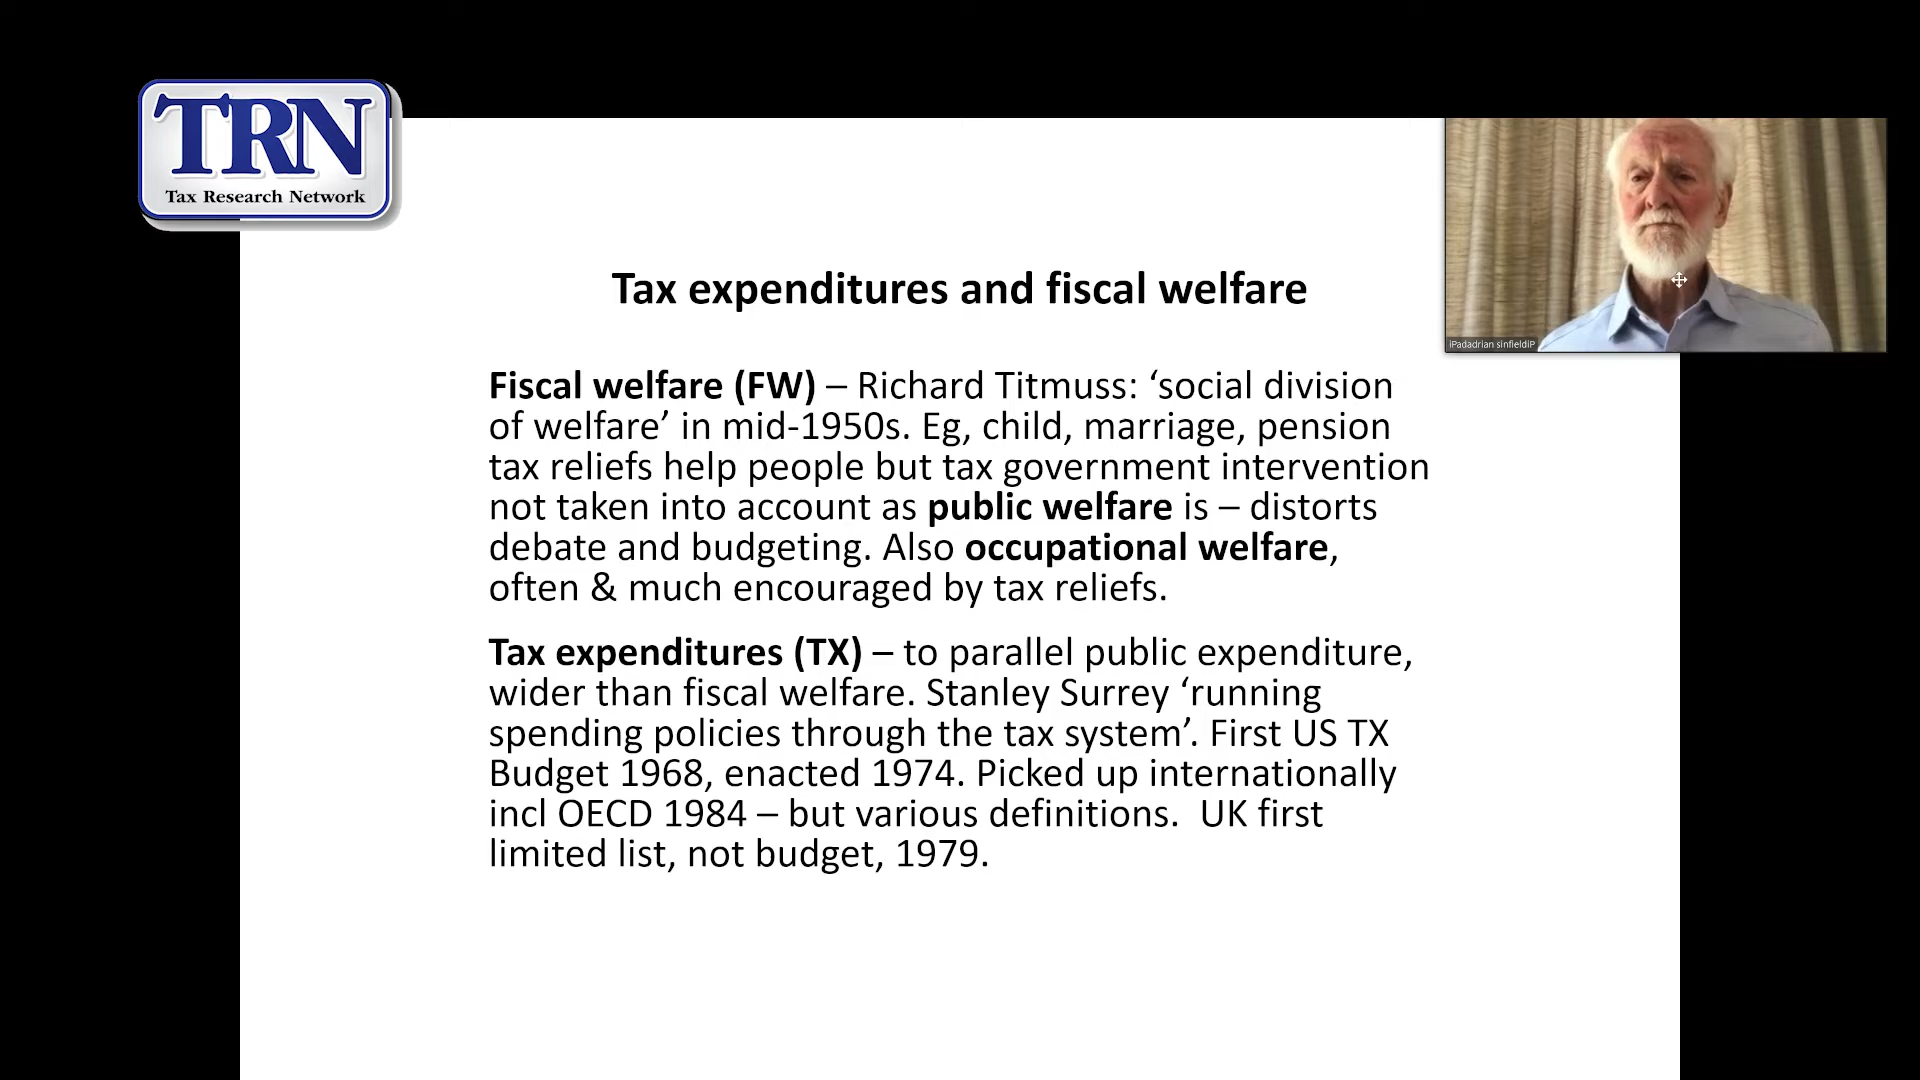 TRN
Tax Research Network
iPadadrian sinfieldiP
Tax expenditures and fiscal welfare
Fiscal welfare (FW) – Richard Titmuss: ‘social division
of welfare’ in mid-1950s. Eg, child, marriage, pension
tax reliefs help people but tax government intervention
not taken into account as public welfare is – distorts
debate and budgeting. Also occupational welfare,
often & much encouraged by tax reliefs.
Tax expenditures (TX) – to parallel public expenditure,
wider than fiscal welfare. Stanley Surrey ‘running
spending policies through the tax system’. First US TX
Budget 1968, enacted 1974. Picked up internationally
incl OECD 1984 – but various definitions.  UK first
limited list, not budget, 1979.